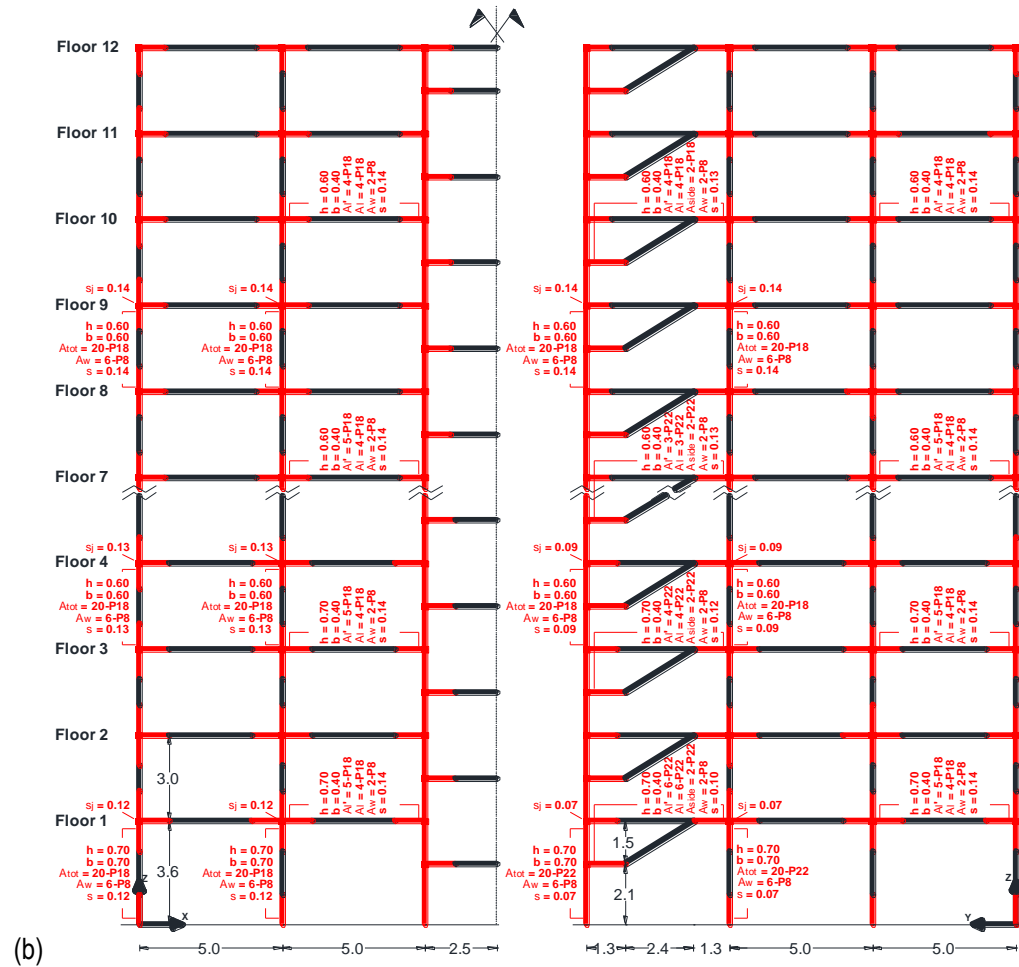 Floor 12
Floor 11
h = 0.60
b = 0.40
Al' = 4-P18
Al = 4-P18
Aw = 2-P8
s = 0.14
h = 0.60
b = 0.40
Al' = 4-P18
Al = 4-P18
Aside = 2-P18
Aw = 2-P8
s = 0.13
h = 0.60
b = 0.40
Al' = 4-P18
Al = 4-P18
Aw = 2-P8
s = 0.14
Floor 10
sj = 0.14
sj = 0.14
sj = 0.14
sj = 0.14
Floor 9
h = 0.60
b = 0.60
Atot = 20-P18
Aw = 6-P8
s = 0.14
h = 0.60
b = 0.60
Atot = 20-P18
Aw = 6-P8
s = 0.14
h = 0.60
b = 0.60
Atot = 20-P18
Aw = 6-P8
s = 0.14
h = 0.60
b = 0.60
Atot = 20-P18
Aw = 6-P8
s = 0.14
Floor 8
h = 0.60
b = 0.40
Al' = 5-P18
Al = 4-P18
Aw = 2-P8
s = 0.14
h = 0.60
b = 0.40
Al' = 3-P22
Al = 3-P22
Aside = 2-P22
Aw = 2-P8
s = 0.13
h = 0.60
b = 0.40
Al' = 5-P18
Al = 4-P18
Aw = 2-P8
s = 0.14
Floor 7
sj = 0.13
sj = 0.13
sj = 0.09
sj = 0.09
Floor 4
h = 0.60
b = 0.60
Atot = 20-P18
Aw = 6-P8
s = 0.13
h = 0.60
b = 0.60
Atot = 20-P18
Aw = 6-P8
s = 0.13
h = 0.70
b = 0.40
Al' = 5-P18
Al = 4-P18
Aw = 2-P8
s = 0.14
h = 0.60
b = 0.60
Atot = 20-P18
Aw = 6-P8
s = 0.09
h = 0.70
b = 0.40
Al' = 4-P22
Al = 4-P22
Aside = 2-P22
Aw = 2-P8
s = 0.12
h = 0.60
b = 0.60
Atot = 20-P18
Aw = 6-P8
s = 0.09
h = 0.70
b = 0.40
Al' = 5-P18
Al = 4-P18
Aw = 2-P8
s = 0.14
Floor 3
Floor 2
3.0
h = 0.70
b = 0.40
Al' = 5-P18
Al = 4-P18
Aw = 2-P8
s = 0.14
h = 0.70
b = 0.40
Al' = 6-P22
Al = 6-P22
Aside = 2-P22
Aw = 2-P8
s = 0.10
h = 0.70
b = 0.40
Al' = 5-P18
Al = 4-P18
Aw = 2-P8
s = 0.14
sj = 0.12
sj = 0.12
sj = 0.07
sj = 0.07
Floor 1
h = 0.70
b = 0.70
Atot = 20-P18
Aw = 6-P8
s = 0.12
3.6
h = 0.70
b = 0.70
Atot = 20-P18
Aw = 6-P8
s = 0.12
h = 0.70
b = 0.70
Atot = 20-P22
Aw = 6-P8
s = 0.07
1.5
2.1
h = 0.70
b = 0.70
Atot = 20-P22
Aw = 6-P8
s = 0.07
Z
X
Z
Y
(b)
5.0
5.0
2.5
1.3
2.4
1.3
5.0
5.0